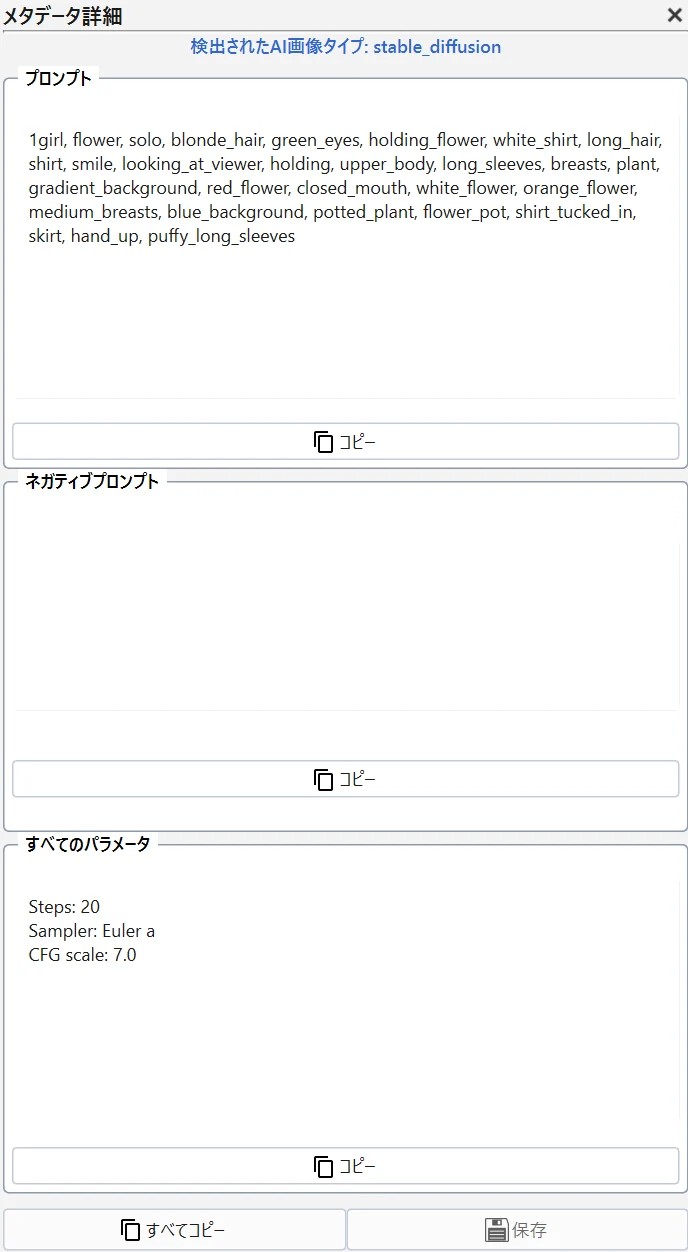 メタデータ詳細
検出されたAI画像タイプ: stable_diffusion
プロンプト
1girl, flower, solo, blonde_hair, green_eyes, holding_flower, white_shirt, long_hair,
shirt, smile, looking_at_viewer, holding, upper_body, long_sleeves, breasts, plant,
gradient_background, red_flower, closed_mouth, white_flower, orange_flower,
medium_breasts, blue_background, potted_plant, flower_pot, shirt_tucked_in,
skirt, hand_up, puffy_long_sleeves
コピー
ネガティブプロンプト
コピー
すべてのパラメータ
Steps: 20
Sampler: Euler a
CFG scale: 7.0
コピー
すべてコピー
保存